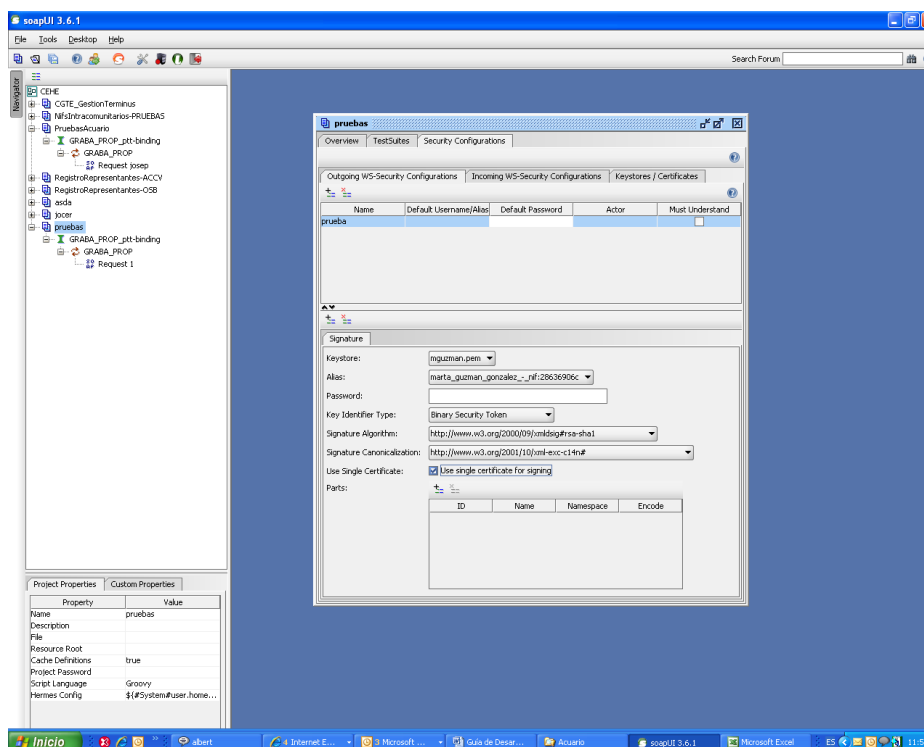 soapUI 3.6.1
File Tools Desktop Help
Search Forum
Navigator
CEHE
CGTE_GestionTerminus
NifsIntracomunitarios-PRUEBAS
PruebasAcuario
GRABA_PROP_ptt-binding
GRABA_PROP
Request josep
RegistroRepresentantes-ACCV
RegistroRepresentantes-OSB
asda
jocer
pruebas
GRABA_PROP_ptt-binding
GRABA_PROP
Request 1
pruebas
Overview TestSuites Security Configurations
Outgoing WS-Security Configurations Incoming WS-Security Configurations Keystores / Certificates
Name Default Username/Alias Default Password Actor Must Understand
prueba
Signature
Keystore: mguzman.pem
Alias: marta_guzman_gonzalez_-_nif:28636906c
Password:
Key Identifier Type: Binary Security Token
Signature Algorithm: http://www.w3.org/2000/09/xmldsig#rsa-sha1
Signature Canonicalization: http://www.w3.org/2001/10/xml-exc-c14n#
Use Single Certificate: Use single certificate for signing
Parts:
ID Name Namespace Encode
Project Properties Custom Properties
Property Value
Name pruebas
Description
File
Resource Root
Cache Definitions true
Project Password
Script Language Groovy
Hermes Config ${#System#user.home...
Inicio albert 4 Internet E... 3 Microsoft ... Guía de Desar... Acuario soapUI 3.6.1 Microsoft Excel ES